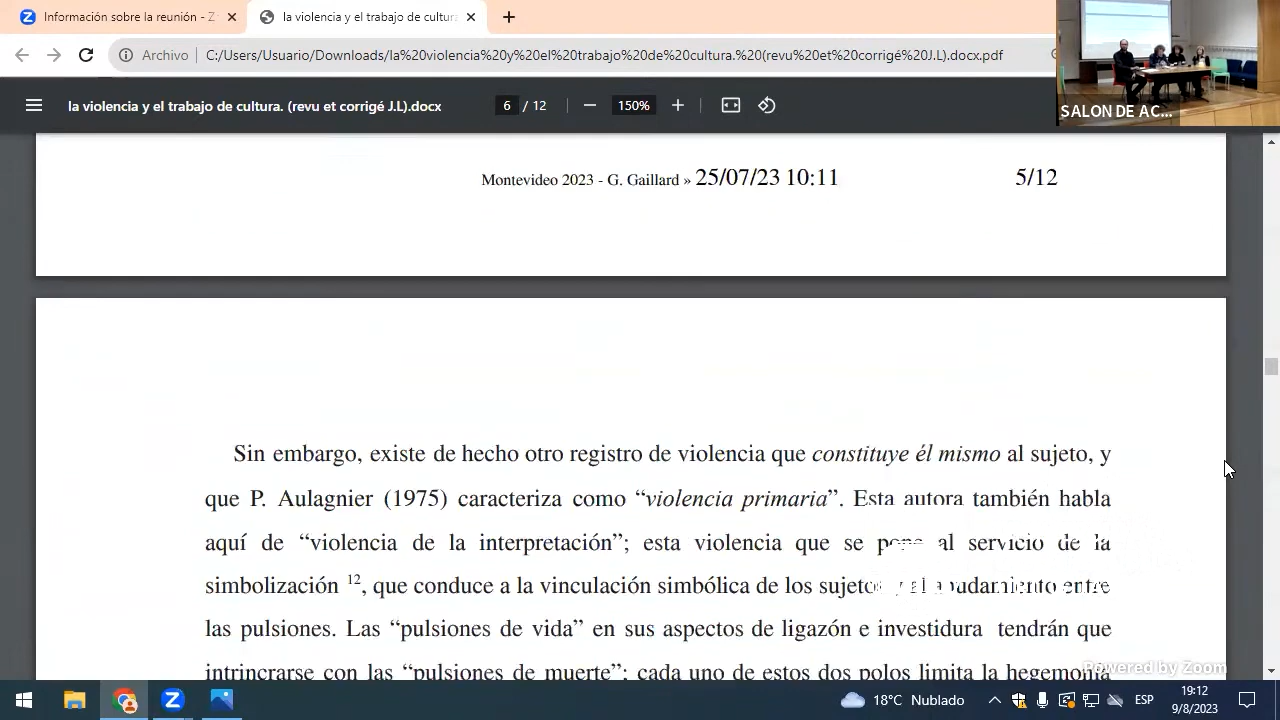 Información sobre la reunión - Z
la violencia y el trabajo de cultura
Archivo
C:/Users/Usuario/Downloads/la%20violencia%20y%20el%20trabajo%20de%20cultura.%20(revu%20et%20corrigé%20J.L).docx.pdf
SALON DE AC...
la violencia y el trabajo de cultura. (revu et corrigé J.L).docx
6 / 12
150%
Montevideo 2023 - G. Gaillard » 25/07/23 10:11 5/12
Sin embargo, existe de hecho otro registro de violencia que constituye él mismo al sujeto, y
que P. Aulagnier (1975) caracteriza como “violencia primaria”. Esta autora también habla
aquí de “violencia de la interpretación”; esta violencia que se pone al servicio de la
simbolización 12, que conduce a la vinculación simbólica de los sujeto
las pulsiones. Las “pulsiones de vida” en sus aspectos de ligazón e investidura tendrán que
intrincrarse con las “pulsiones de muerte”; cada uno de estos dos polos limita la hegemonía
Powered by Zoom
18°C Nublado
ESP
19:12
9/8/2023